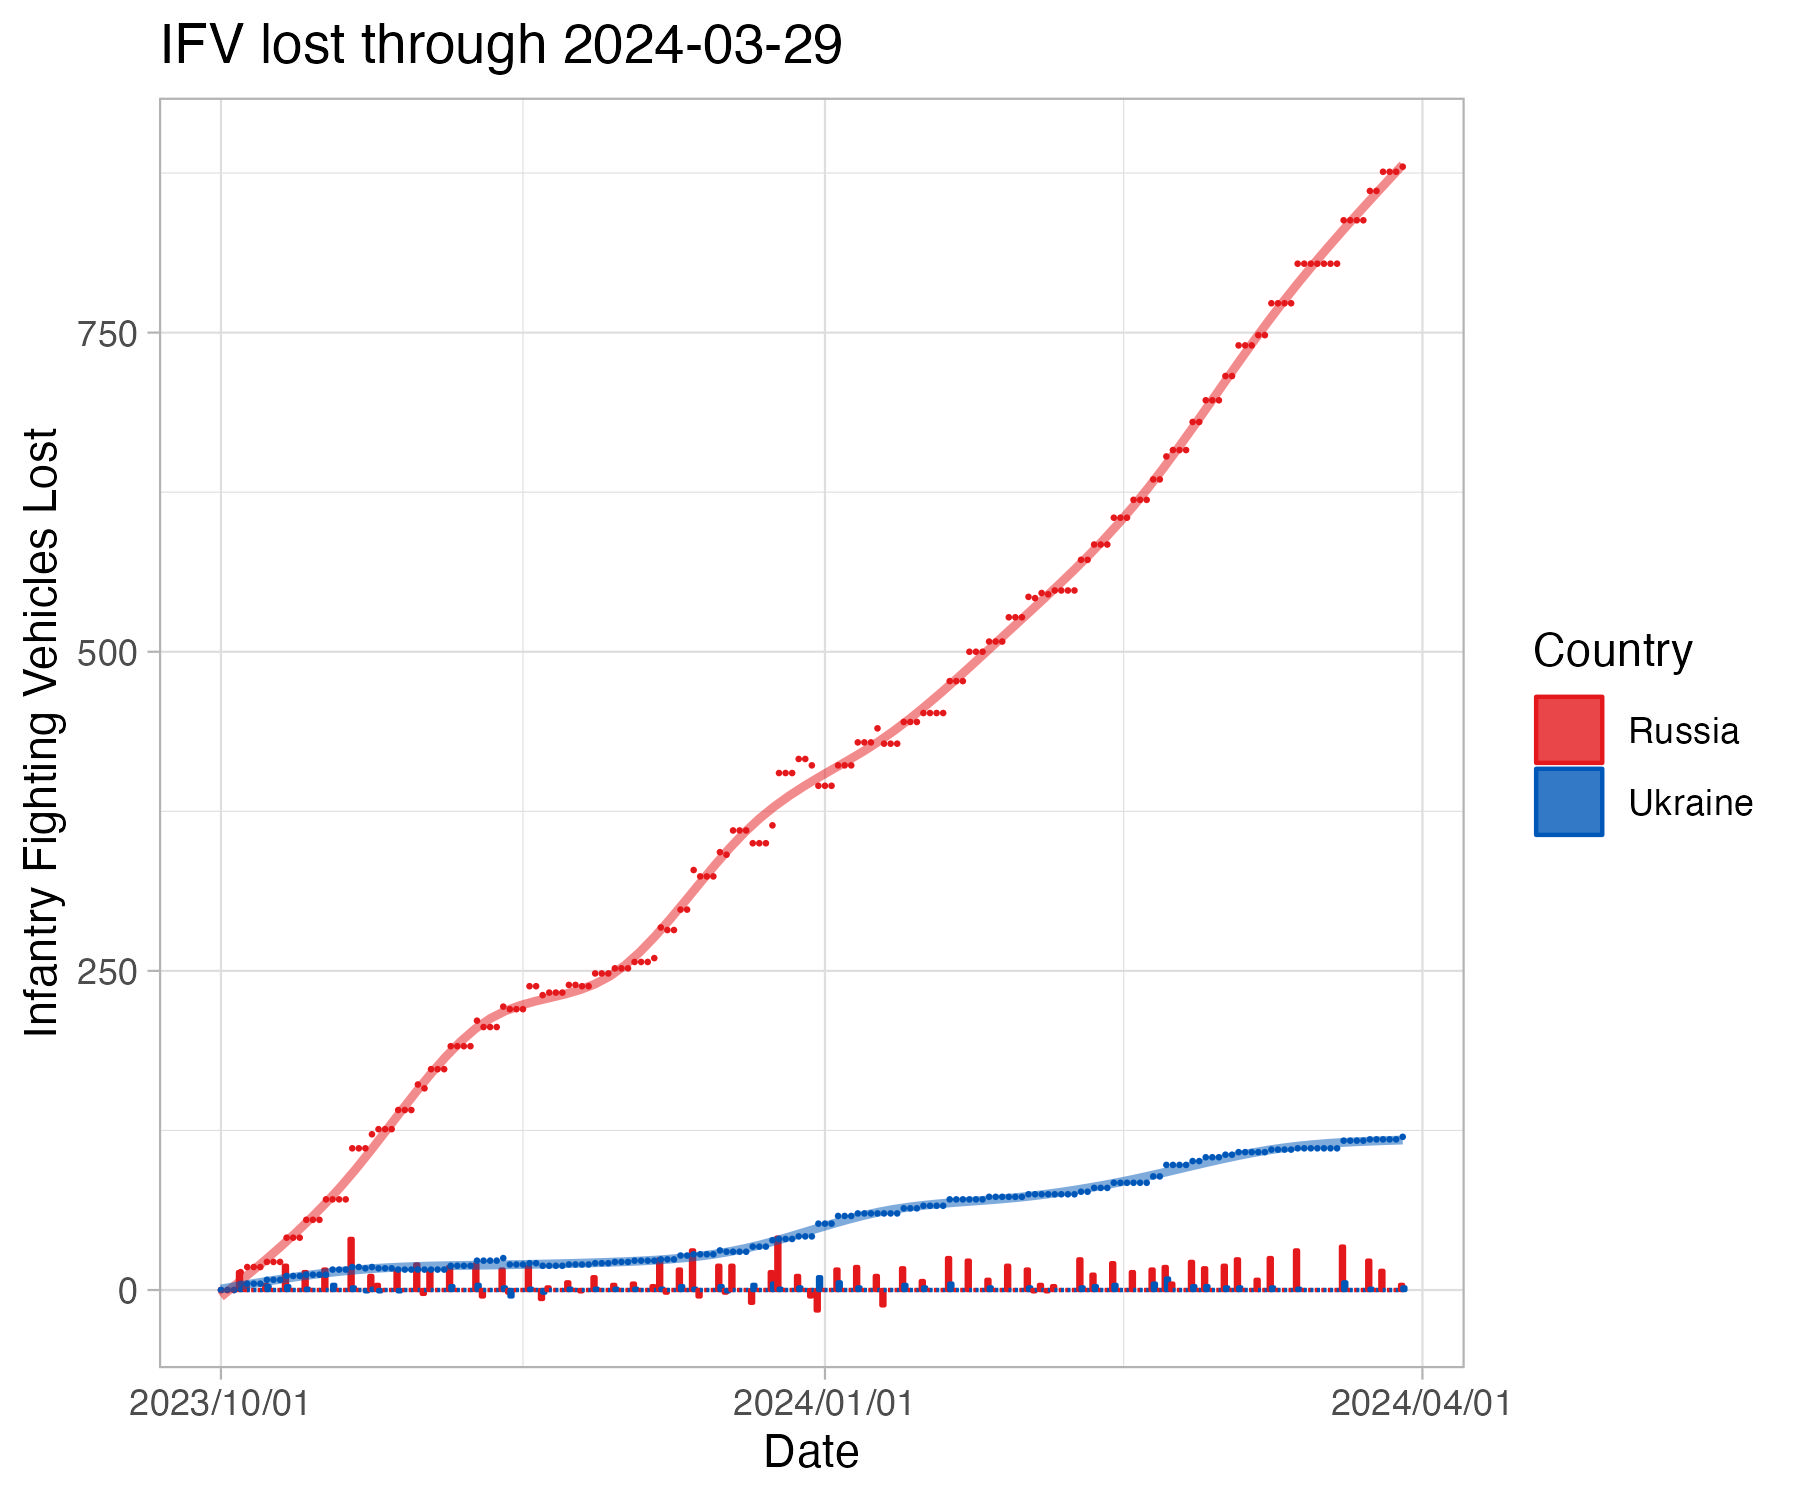 IFV lost through 2024-03-29
Infantry Fighting Vehicles Lost
750
500
250
0
2023/10/01
2024/01/01
2024/04/01
Date
Country
Russia
Ukraine